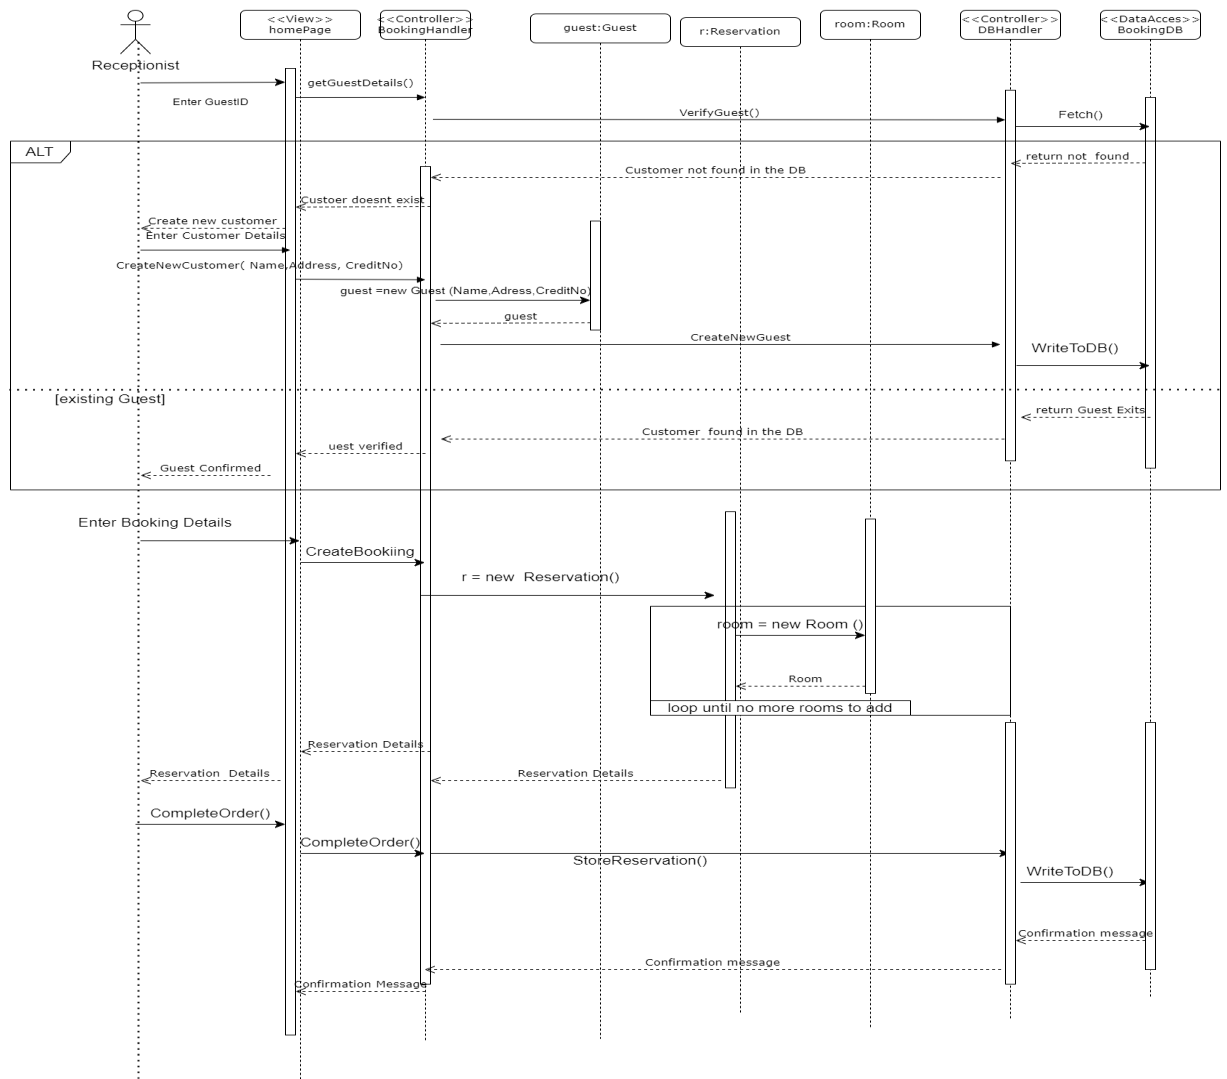 <<View>>
homePage
<<Controller>>
BookingHandler
guest:Guest
r:Reservation
room:Room
<<Controller>>
DBHandler
<<DataAcces>>
BookingDB
Receptionist
getGuestDetails()
Enter GuestID
VerifyGuest()
Fetch()
ALT
return not found
Customer not found in the DB
Custoer doesnt exist
Create new customer
Enter Customer Details
CreateNewCustomer( Name,Address, CreditNo)
guest =new Guest (Name,Adress,CreditNo)
guest
CreateNewGuest
WriteToDB()
[existing Guest]
return Guest Exits
Customer found in the DB
uest verified
Guest Confirmed
Enter Booking Details
CreateBookiing
r = new Reservation()
room = new Room ()
Room
loop until no more rooms to add
Reservation Details
Reservation Details
Reservation Details
CompleteOrder()
CompleteOrder()
StoreReservation()
WriteToDB()
Confirmation message
Confirmation message
Confirmation Message